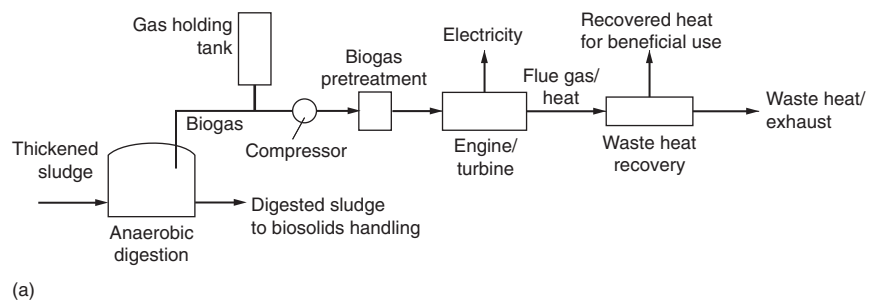 Gas holding
tank
Electricity
Recovered heat
for beneficial use
Biogas
pretreatment
Flue gas/
heat
Biogas
Compressor
Engine/
turbine
Waste heat
recovery
Waste heat/
exhaust
Thickened
sludge
Digested sludge
to biosolids handling
Anaerobic
digestion
(a)